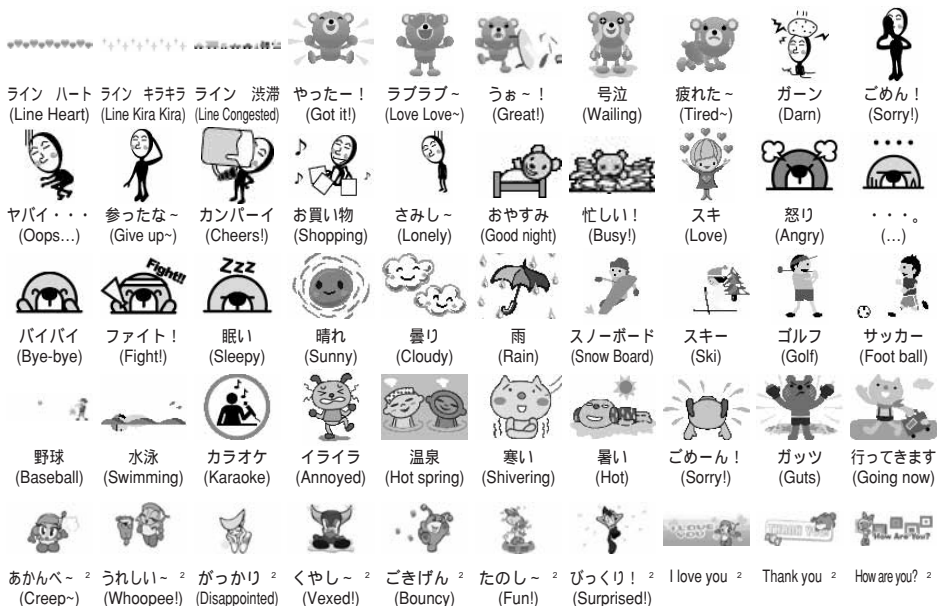 ライン ハート ライン キラキラ ライン 渋滞 やったー！ ラブラブ～ うぉ～！ 号泣 疲れた～ ガーン ごめん！
(Line Heart) (Line Kira Kira) (Line Congested) (Got it!) (Love Love~) (Great!) (Wailing) (Tired~) (Darn) (Sorry!)
ヤバイ・・・ 参ったな～ カンパーイ お買い物 さみし～ おやすみ 忙しい！ スキ 怒り ・・・。
(Oops…) (Give up~) (Cheers!) (Shopping) (Lonely) (Good night) (Busy!) (Love) (Angry) (…)
Fight!!
ZZZ
バイバイ ファイト！ 眠い 晴れ 曇り 雨 スノーボード スキー ゴルフ サッカー
(Bye-bye) (Fight!) (Sleepy) (Sunny) (Cloudy) (Rain) (Snow Board) (Ski) (Golf) (Foot ball)
野球 水泳 カラオケ イライラ 温泉 寒い 暑い ごめーん！ ガッツ 行ってきます
(Baseball) (Swimming) (Karaoke) (Annoyed) (Hot spring) (Shivering) (Hot) (Sorry!) (Guts) (Going now)
I LOVE YOU
THANK YOU
How Are You?
あかんべ～ ² うれしい～ ² がっかり ² くやし～ ² ごきげん ² たのし～ ² びっくり！ ² I love you ² Thank you ² How are you? ²
(Creep~) (Whoopee!) (Disappointed) (Vexed!) (Bouncy) (Fun!) (Surprised!)